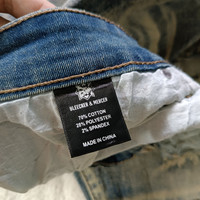 BLEECKER & MERCER
70% COTTON
28% POLYESTER
2% SPANDEX
MADE IN CHINA